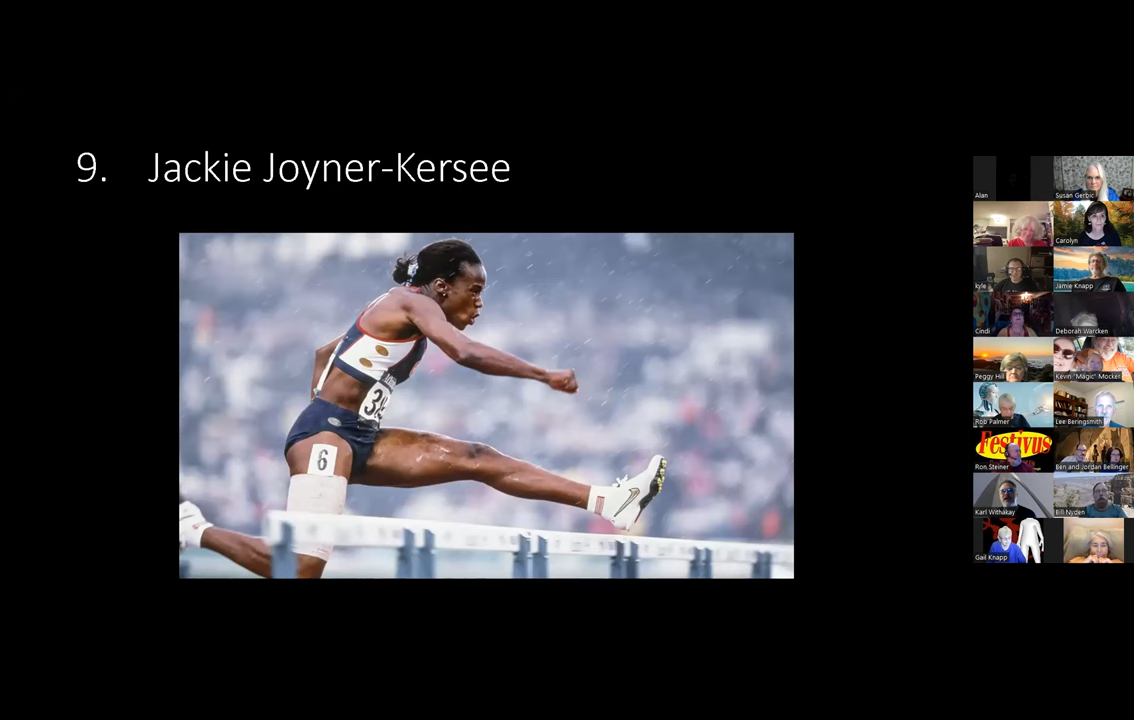 9. Jackie Joyner-Kersee
6
Alan
Susan Gerbic
Carolyn
kyle
Jamie Knapp
Cindi
Deborah Warcken
Peggy Hill
Kevin "Magic" Mocker
Rob Palmer
Lee Beringsmith
Festivus
Ron Steiner
Ben and Jordan Bellinger
Karl Withakay
Bill Nyden
Gail Knapp